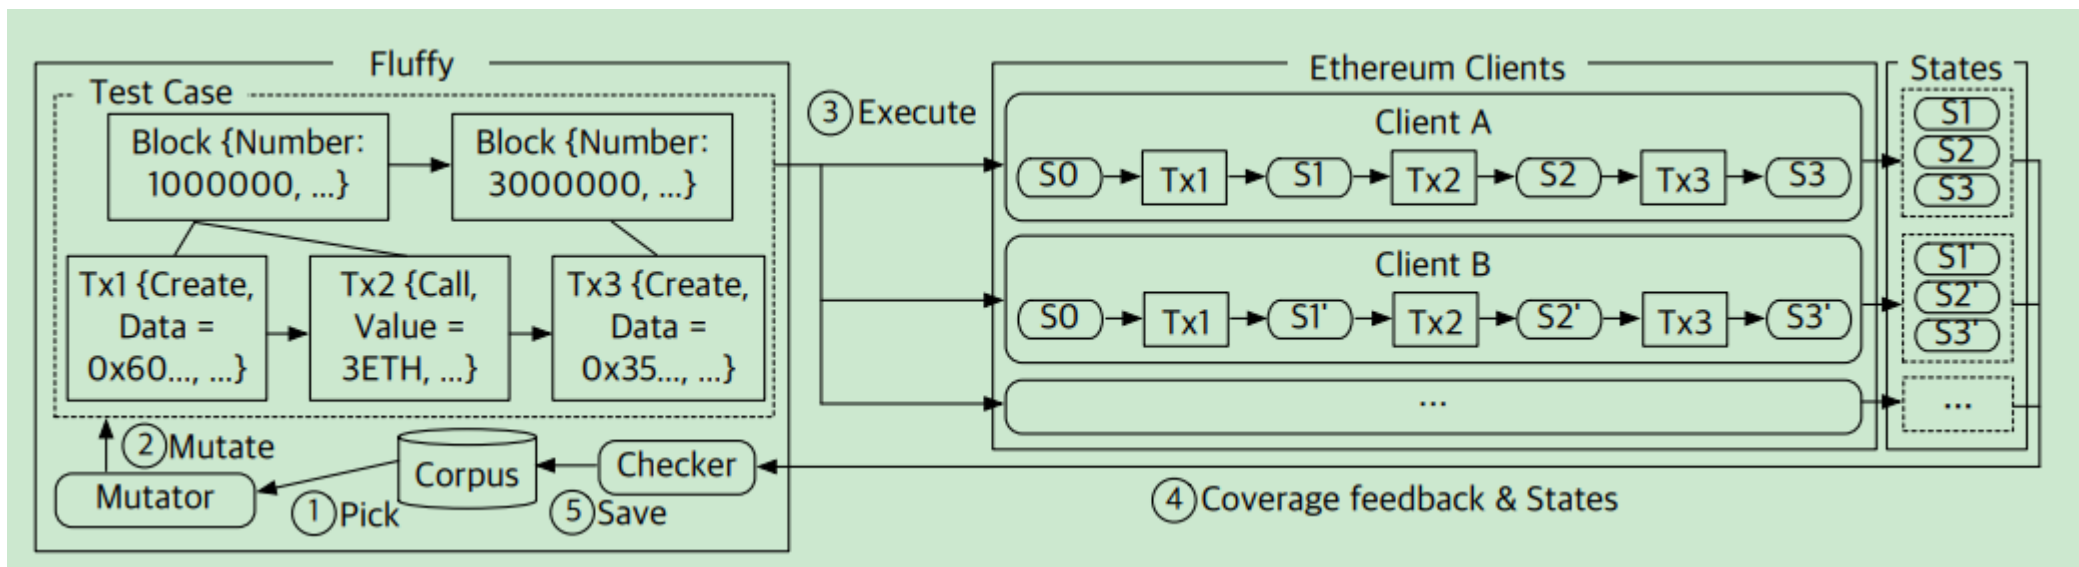 Fluffy
Test Case
Block {Number:
1000000, ...}
Block {Number:
3000000, ...}
Tx1 {Create,
Data =
0x60..., ...}
Tx2 {Call,
Value =
3ETH, ...}
Tx3 {Create,
Data =
0x35..., ...}
2 Mutate
Mutator
1 Pick
Corpus
5 Save
Checker
3 Execute
Ethereum Clients
Client A
S0 Tx1 S1 Tx2 S2 Tx3 S3
Client B
S0 Tx1 S1' Tx2 S2' Tx3 S3'
...
States
S1
S2
S3
S1'
S2'
S3'
...
4 Coverage feedback & States